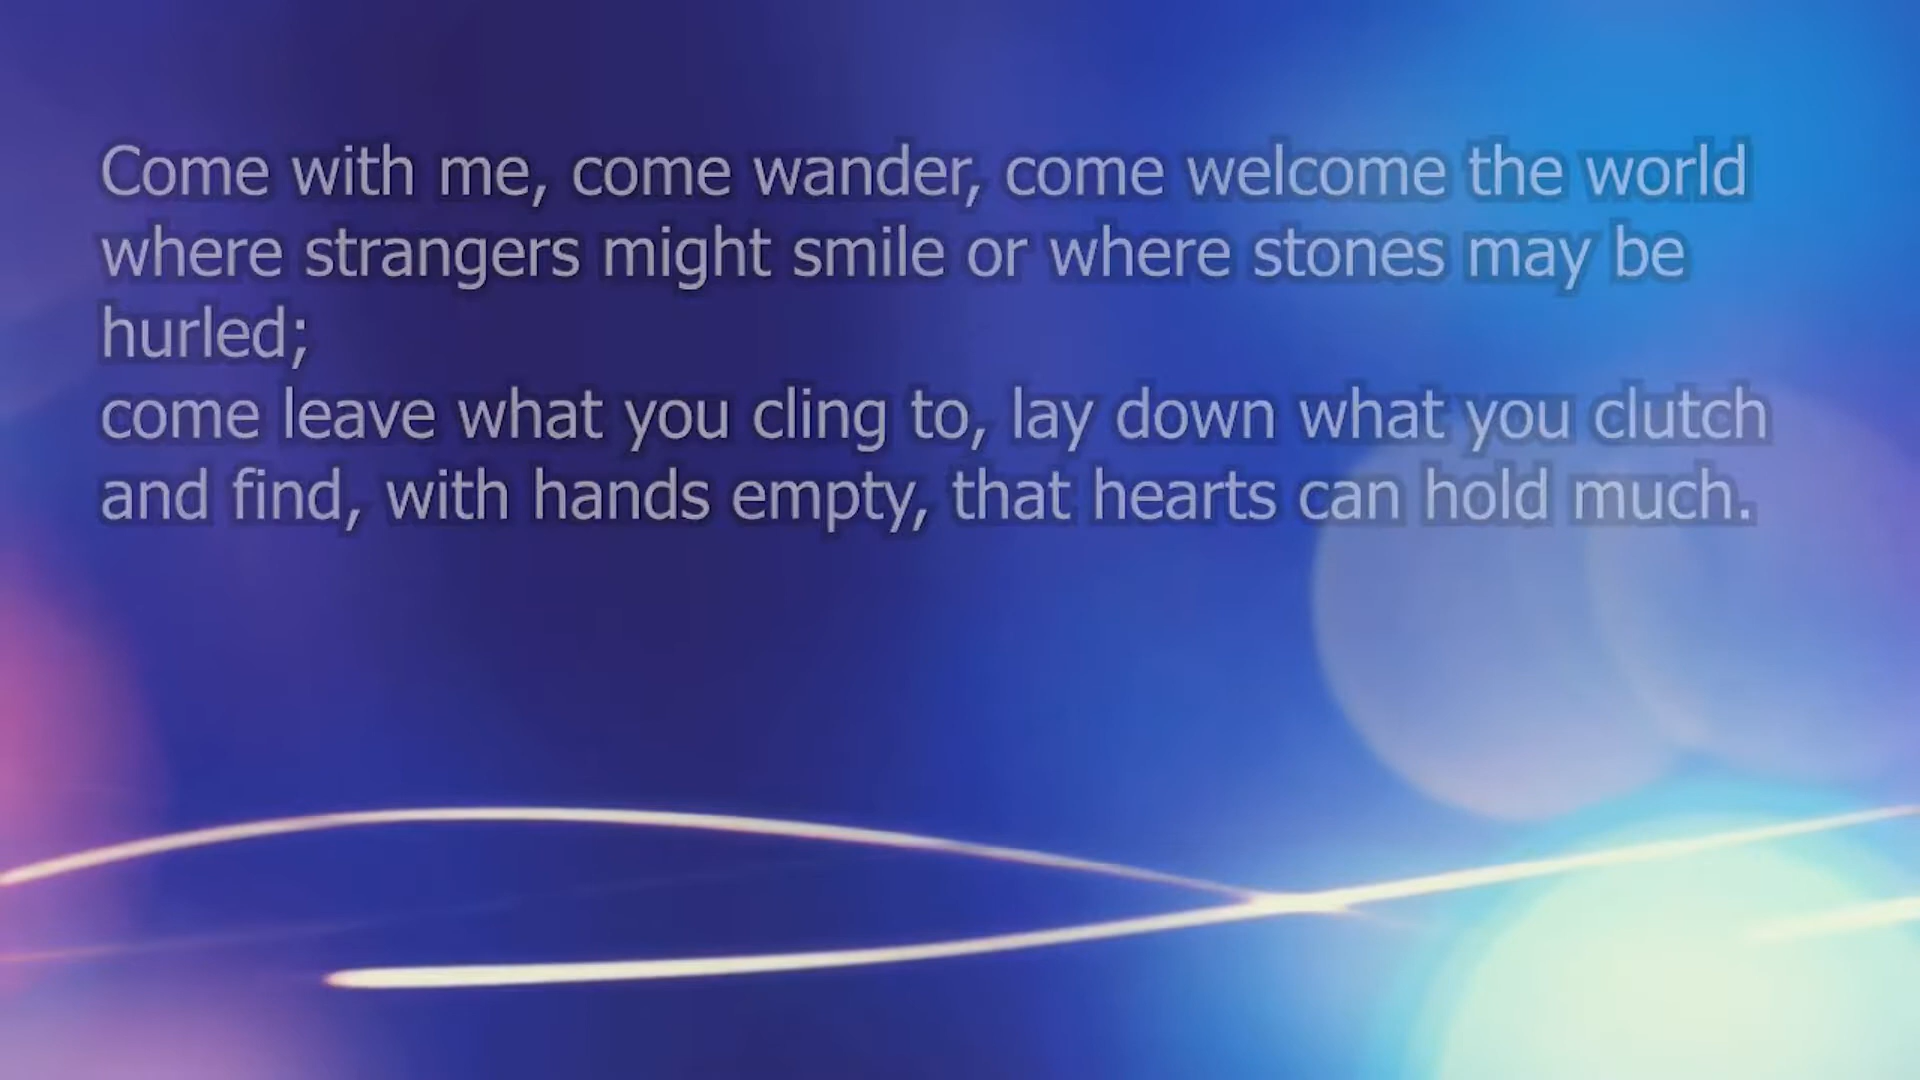 Come with me, come wander, come welcome the world
where strangers might smile or where stones may be
hurled;
come leave what you cling to, lay down what you clutch
and find, with hands empty, that hearts can hold much.